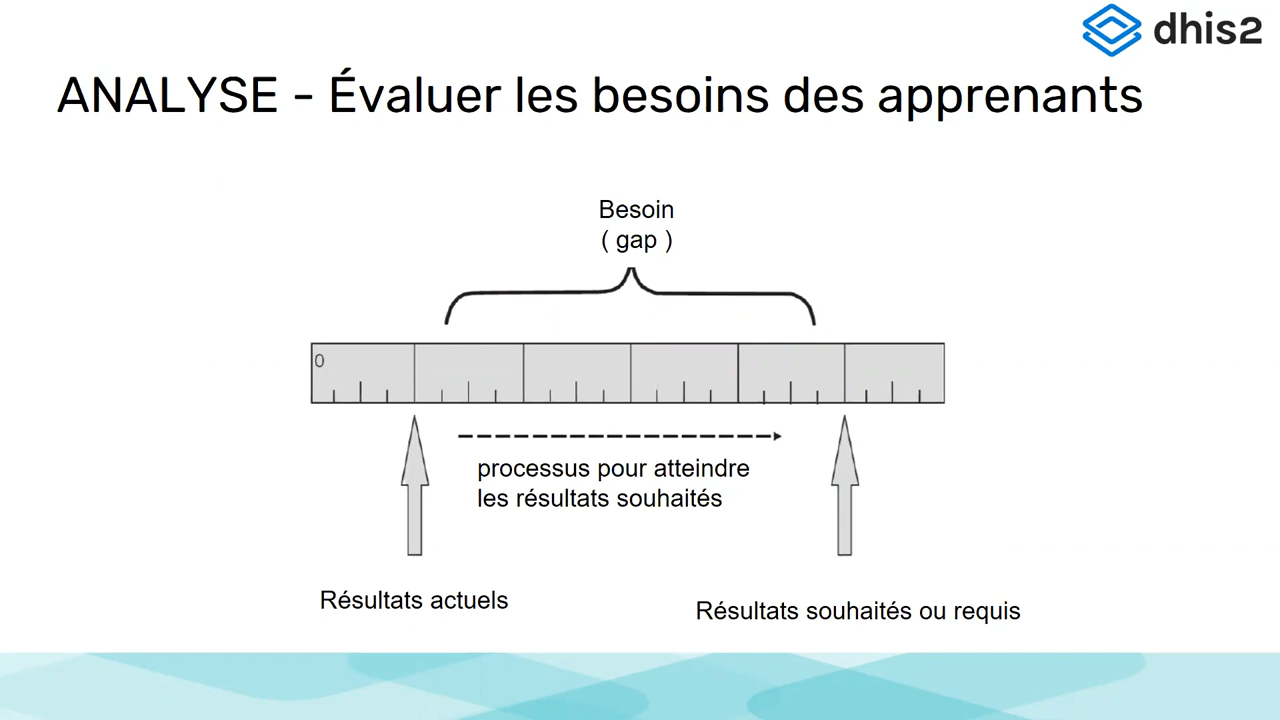 dhis2
ANALYSE - Évaluer les besoins des apprenants
Besoin
( gap )
0
processus pour atteindre
les résultats souhaités
Résultats actuels
Résultats souhaités ou requis